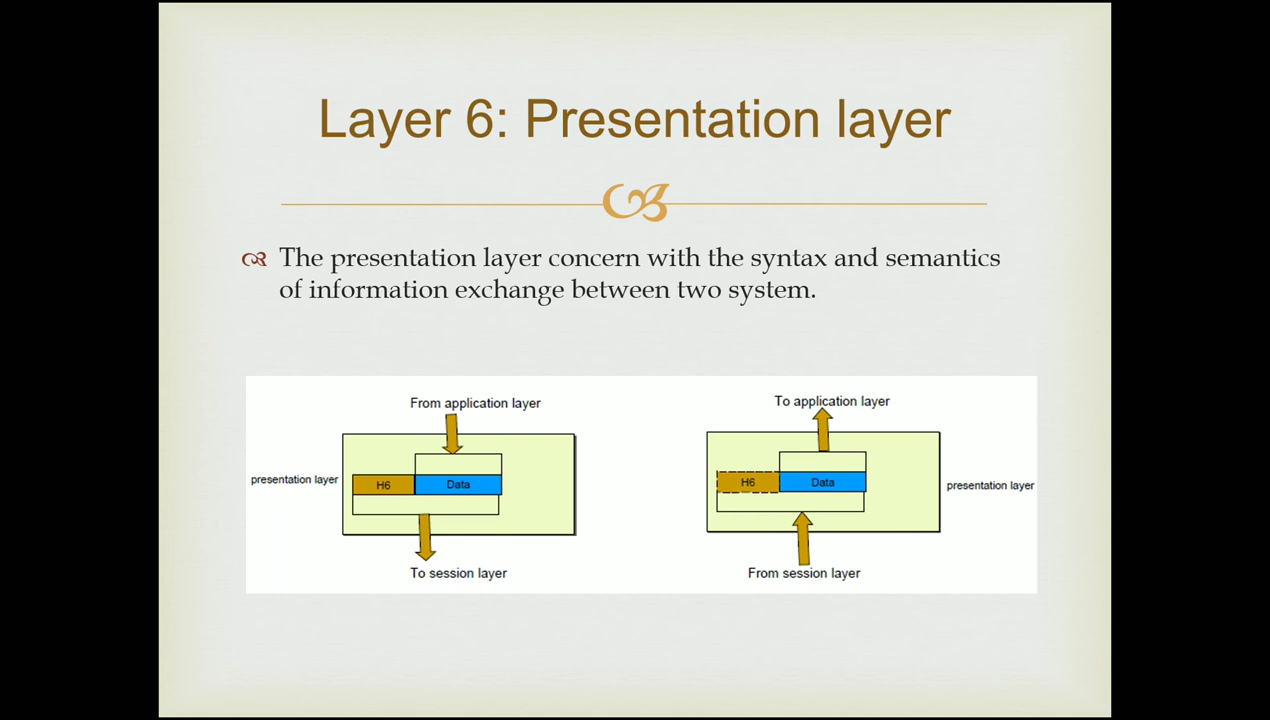 Layer 6: Presentation layer
The presentation layer concern with the syntax and semantics
of information exchange between two system.
From application layer
presentation layer
H6
Data
To session layer
To application layer
H6
Data
presentation layer
From session layer